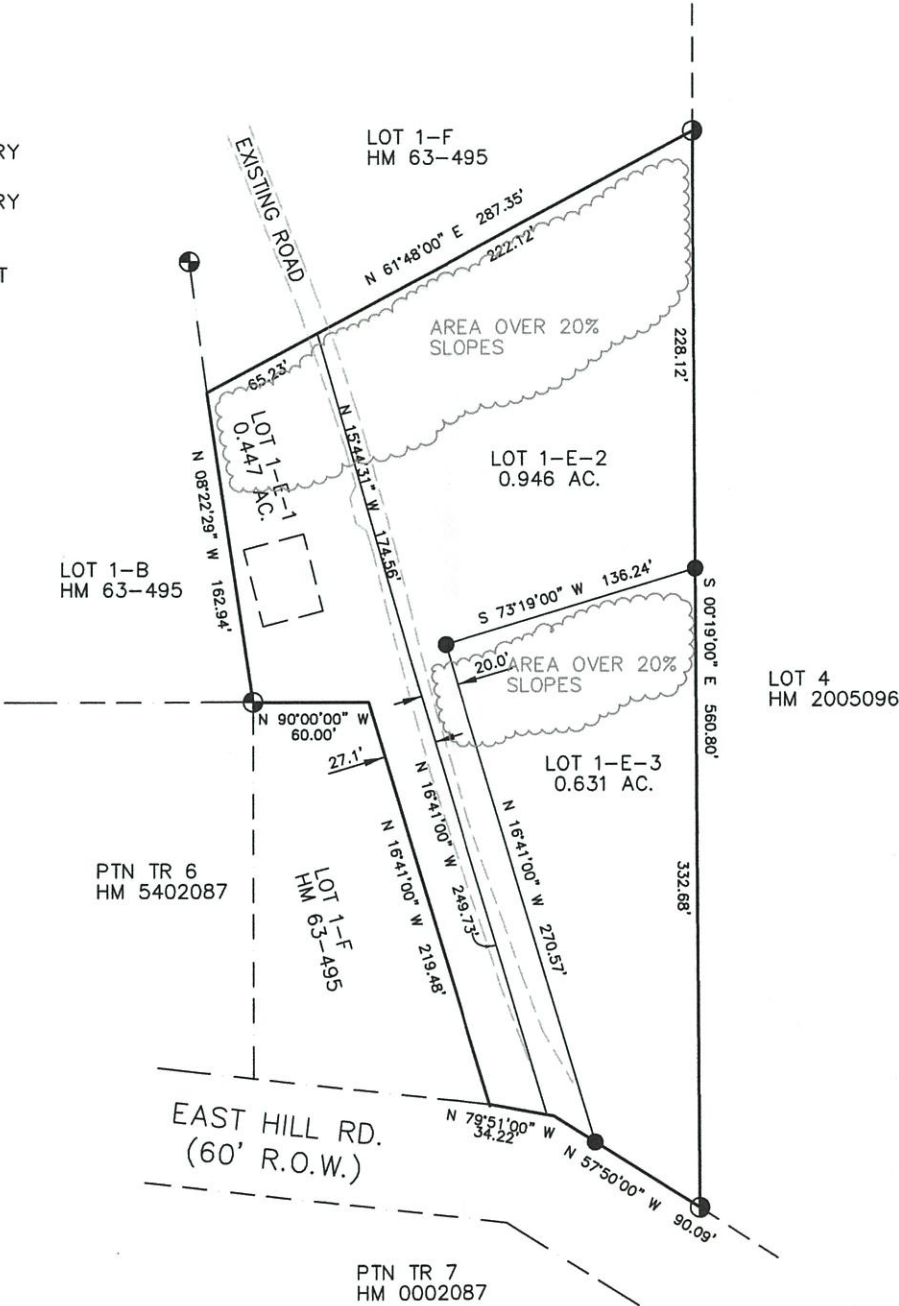 RY
RY
T
LOT 1-F
HM 63-495
EXISTING ROAD
N 61°48'00" E 287.35'
222.12'
AREA OVER 20%
SLOPES
65.23'
228.12'
LOT 1-E-1
0.447 AC.
N 15°44'31" W 174.56'
N 08°22'29" W 162.94'
LOT 1-E-2
0.946 AC.
LOT 1-B
HM 63-495
S 73°19'00" W 136.24'
S 00°19'00" E 560.80'
20.0'
AREA OVER 20%
SLOPES
LOT 4
HM 2005096
N 90°00'00" W
60.00'
27.1'
LOT 1-E-3
0.631 AC.
N 16°41'00" W 249.73'
N 16°41'00" W 219.48'
N 16°41'00" W 270.57'
332.68'
PTN TR 6
HM 5402087
LOT 1-F
HM 63-495
EAST HILL RD.
(60' R.O.W.)
N 79°51'00" W
34.22'
N 57°50'00" W 90.09'
PTN TR 7
HM 0002087